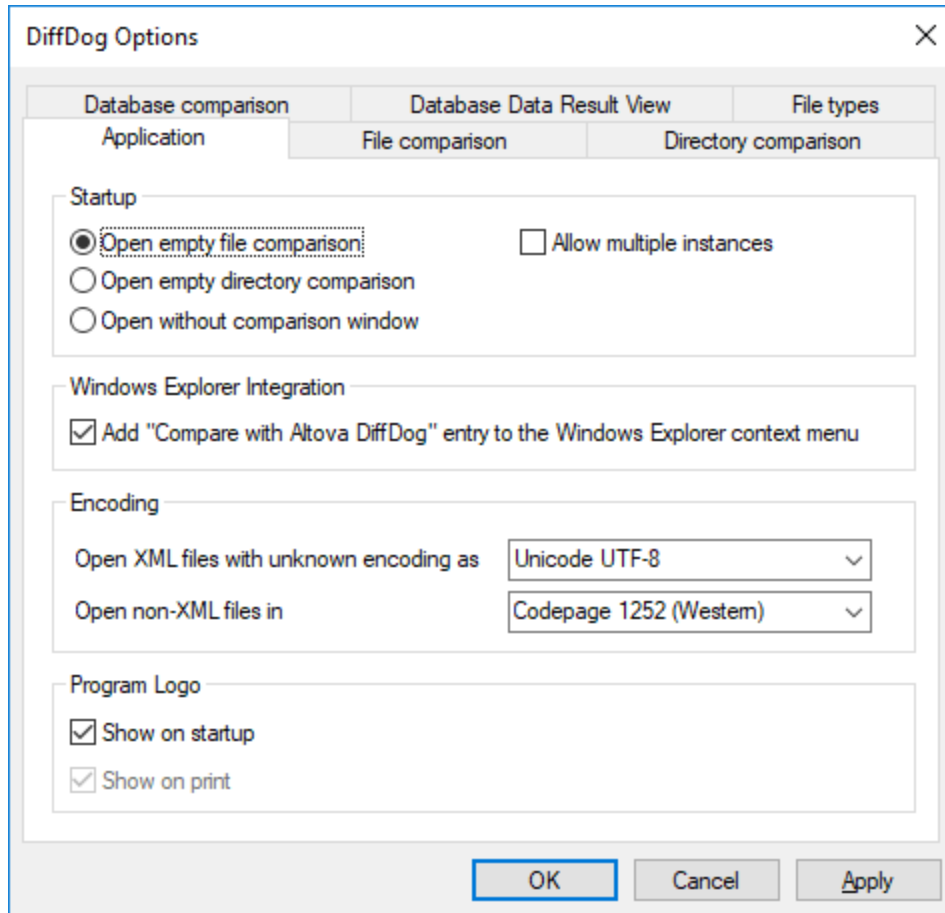 DiffDog Options
Database comparison Database Data Result View File types
Application File comparison Directory comparison
Startup
Open empty file comparison Allow multiple instances
Open empty directory comparison
Open without comparison window
Windows Explorer Integration
Add "Compare with Altova DiffDog" entry to the Windows Explorer context menu
Encoding
Open XML files with unknown encoding as Unicode UTF-8
Open non-XML files in Codepage 1252 (Western)
Program Logo
Show on startup
Show on print
OK Cancel Apply